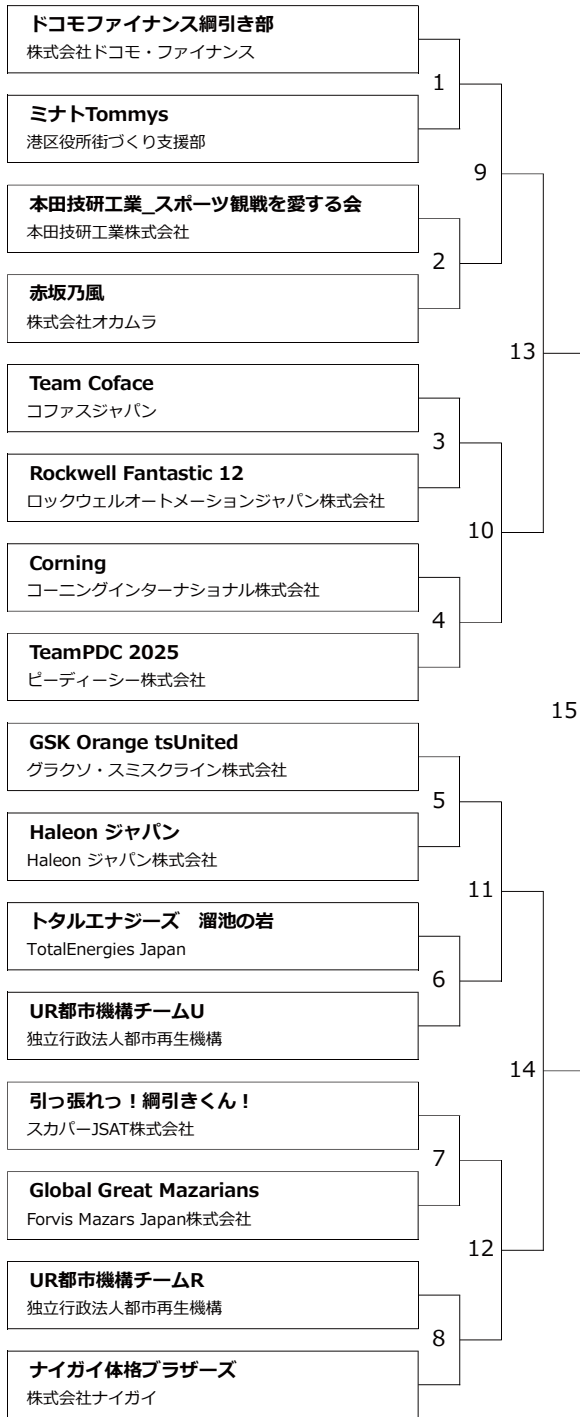 ドコモファイナンス綱引き部
株式会社ドコモ・ファイナンス
1
ミナトTommys
港区役所街づくり支援部
9
本田技研工業_スポーツ観戦を愛する会
本田技研工業株式会社
2
赤坂乃風
株式会社オカムラ
13
Team Coface
コファスジャパン
3
Rockwell Fantastic 12
ロックウェルオートメーションジャパン株式会社
10
Corning
コーニングインターナショナル株式会社
4
TeamPDC 2025
ピーディーシー株式会社
15
GSK Orange tsUnited
グラクソ・スミスクライン株式会社
5
Haleon ジャパン
Haleon ジャパン株式会社
11
トタルエナジーズ　溜池の岩
TotalEnergies Japan
6
UR都市機構チームU
独立行政法人都市再生機構
14
引っ張れっ！綱引きくん！
スカパーJSAT株式会社
7
Global Great Mazarians
Forvis Mazars Japan株式会社
12
UR都市機構チームR
独立行政法人都市再生機構
8
ナイガイ体格ブラザーズ
株式会社ナイガイ